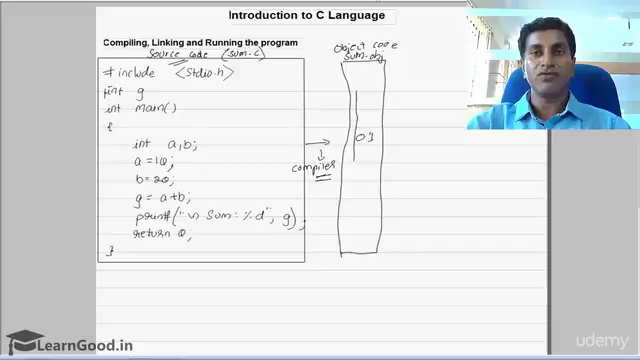 Introduction to C Language
Compiling, Linking and Running the program
Source code (sum.c)
# include <stdio.h>
int g
int main()
{
int a,b;
a=10;
b=20;
g = a+b;
printf("\n Sum: %d", g);
return 0;
}
compiler
object code
sum.obj
01
LearnGood.in
udemy